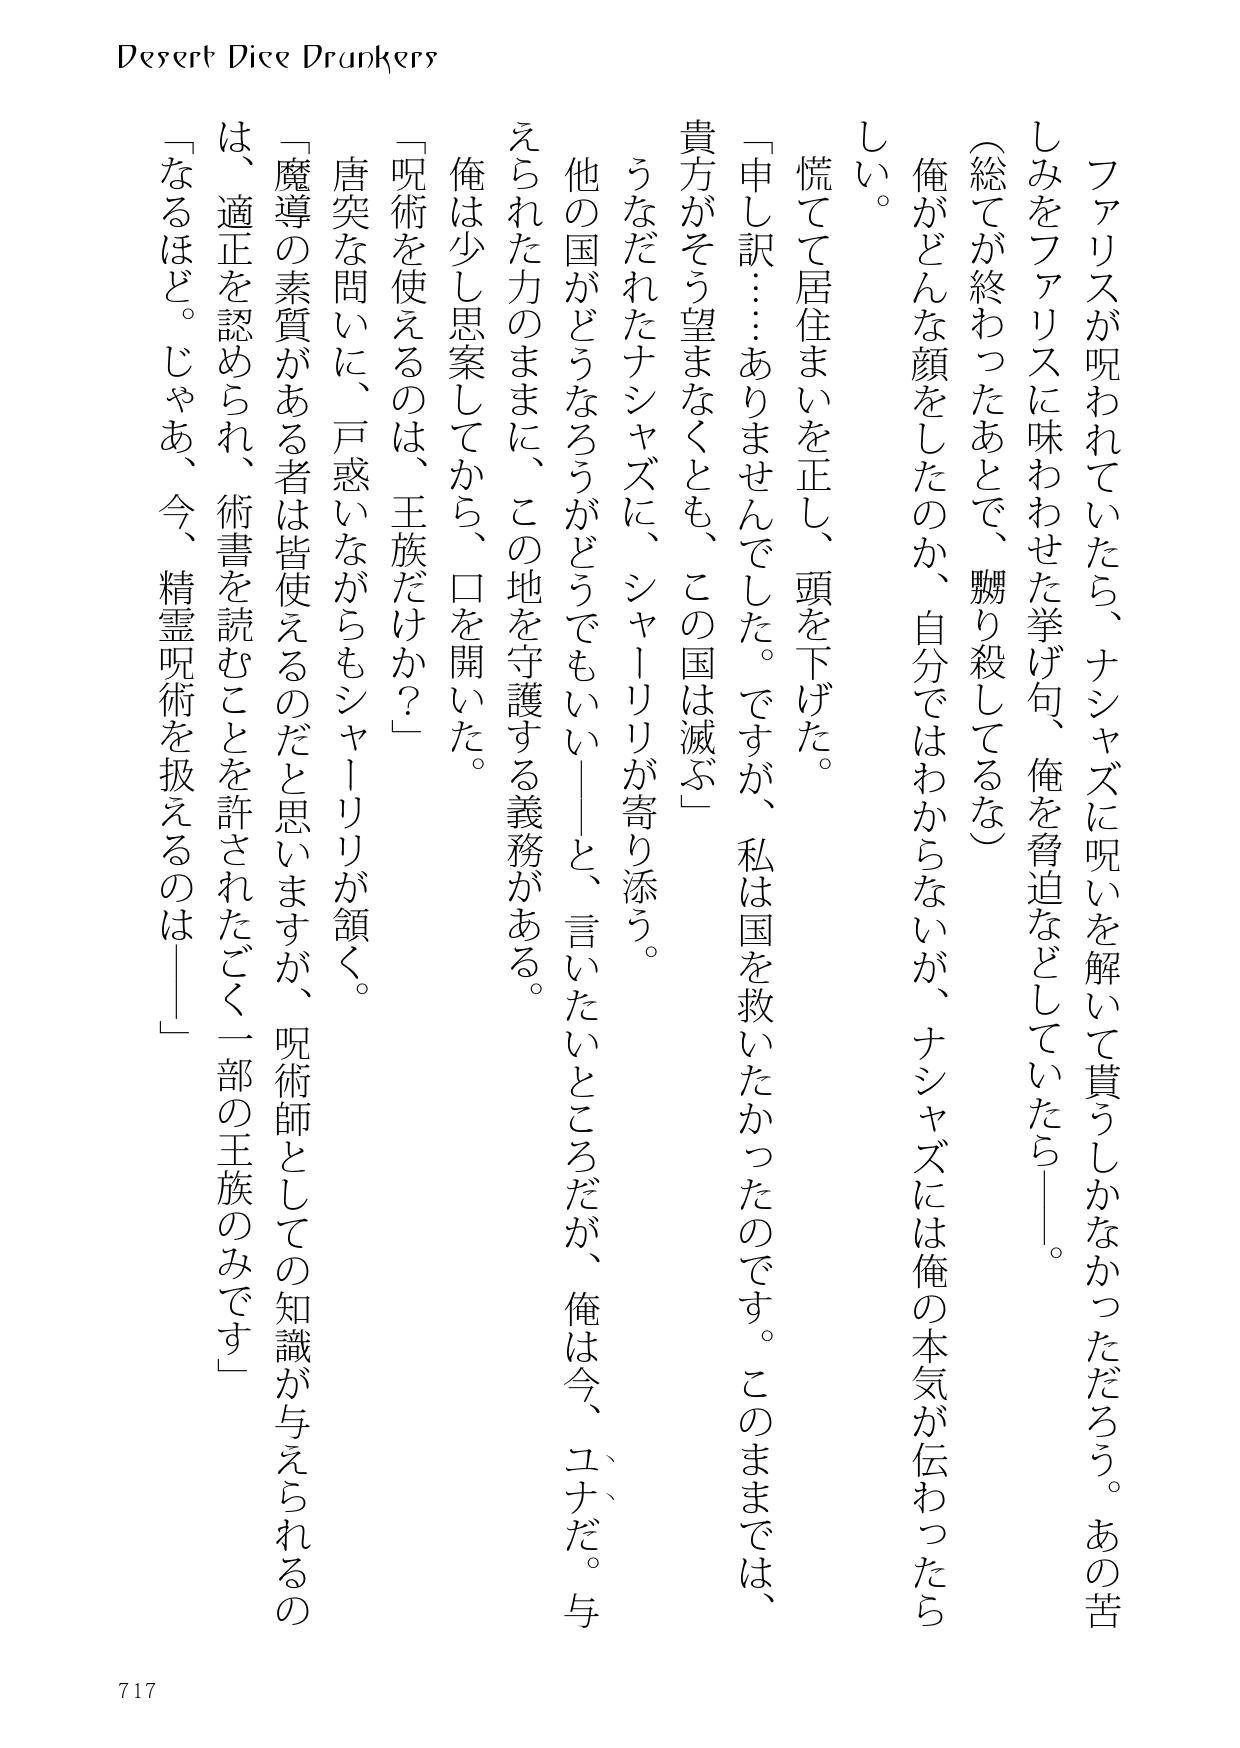 Desert Dice Drunkers
ファリスが呪われていたら、ナシャズに呪いを解いて貰うしかなかっただろう。あの苦
しみをファリスに味わわせた挙げ句、俺を脅迫などしていたら――。
(総てが終わったあとで、嬲り殺してるな)
俺がどんな顔をしたのか、自分ではわからないが、ナシャズには俺の本気が伝わったら
しい。
慌てて居住まいを正し、頭を下げた。
「申し訳……ありませんでした。ですが、私は国を救いたかったのです。このままでは、
貴方がそう望まなくとも、この国は滅ぶ」
うなだれたナシャズに、シャーリリが寄り添う。
他の国がどうなろうがどうでもいい――と、言いたいところだが、俺は今、ユナだ。与
えられた力のままに、この地を守護する義務がある。
俺は少し思案してから、口を開いた。
「呪術を使えるのは、王族だけか?」
唐突な問いに、戸惑いながらもシャーリリが頷く。
「魔導の素質がある者は皆使えるのだと思いますが、呪術師としての知識が与えられるの
は、適正を認められ、術書を読むことを許されたごく一部の王族のみです」
「なるほど。じゃあ、今、精霊呪術を扱えるのは――」
717